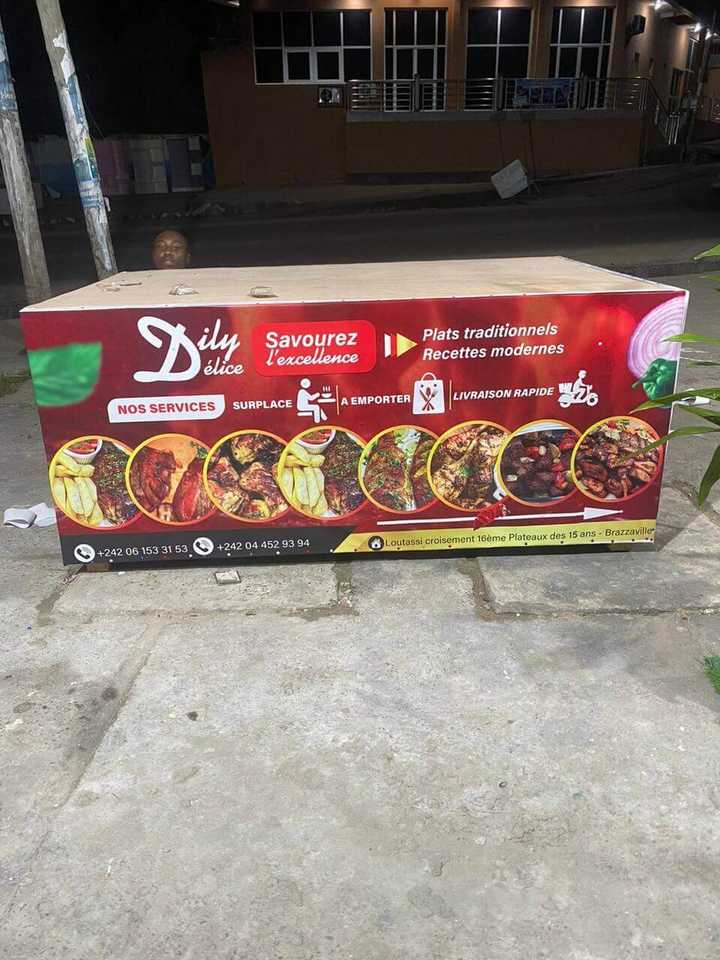 Dily
Délice
Savourez
l'excellence
Plats traditionnels
Recettes modernes
NOS SERVICES
SURPLACE
A EMPORTER
LIVRAISON RAPIDE
+242 06 153 31 53
+242 04 452 93 94
Loutassi croisement 16ème Plateaux des 15 ans - Brazzaville